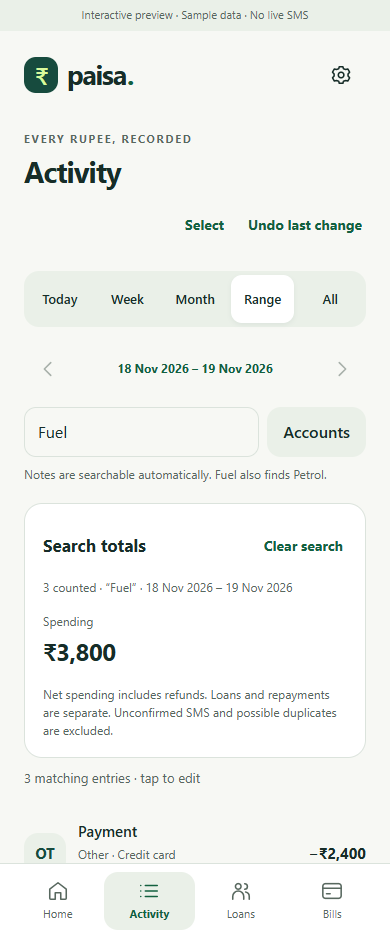 Interactive preview · Sample data · No live SMS
₹ paisa.
EVERY RUPEE, RECORDED
Activity
Select Undo last change
Today Week Month Range All
18 Nov 2026 – 19 Nov 2026
Fuel Accounts
Notes are searchable automatically. Fuel also finds Petrol.
Search totals Clear search
3 counted · “Fuel” · 18 Nov 2026 – 19 Nov 2026
Spending
₹3,800
Net spending includes refunds. Loans and repayments
are separate. Unconfirmed SMS and possible duplicates
are excluded.
3 matching entries · tap to edit
Payment
OT Other · Credit card –₹2,400
Home Activity Loans Bills